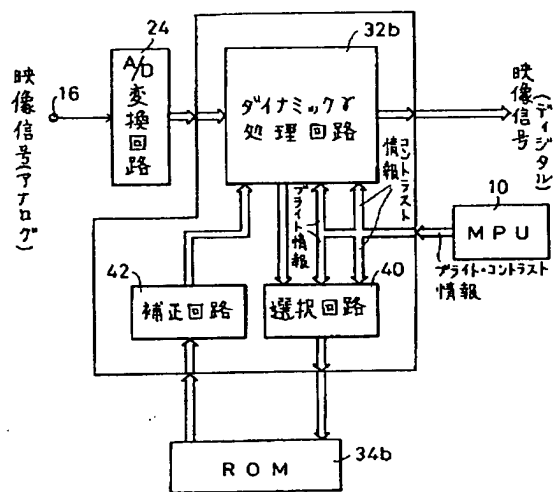 映像信号(アナログ)
16
24
A/D
変換回路
32b
ダイナミックγ
処理回路
映像信号(ディジタル)
コントラスト
情報
ブライト情報
10
MPU
ブライト・コントラスト
情報
42
補正回路
40
選択回路
ROM
34b